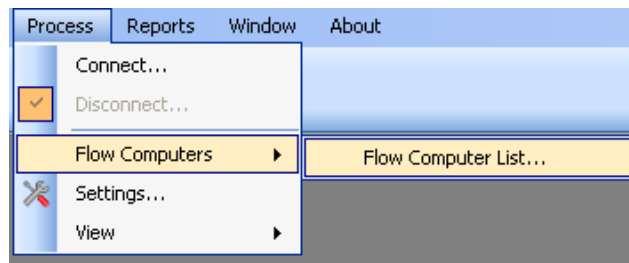 Process Reports Window About
Connect...
Disconnect...
Flow Computers Flow Computer List...
Settings...
View